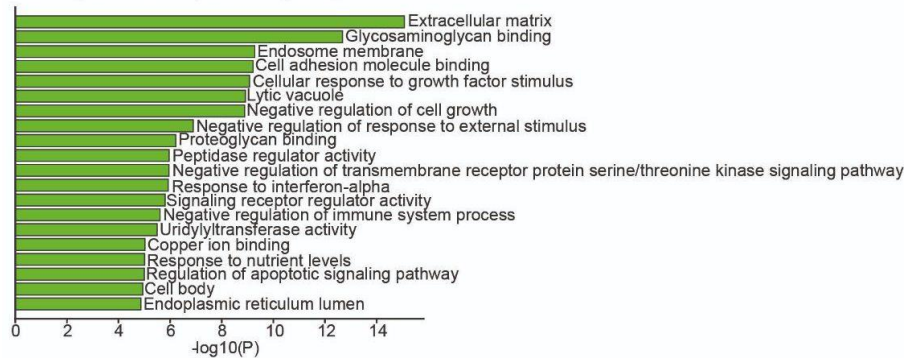 Extracellular matrix
Glycosaminoglycan binding
Endosome membrane
Cell adhesion molecule binding
Cellular response to growth factor stimulus
Lytic vacuole
Negative regulation of cell growth
Negative regulation of response to external stimulus
Proteoglycan binding
Peptidase regulator activity
Negative regulation of transmembrane receptor protein serine/threonine kinase signaling pathway
Response to interferon-alpha
Signaling receptor regulator activity
Negative regulation of immune system process
Uridylyltransferase activity
Copper ion binding
Response to nutrient levels
Regulation of apoptotic signaling pathway
Cell body
Endoplasmic reticulum lumen
0 2 4 6 8 10 12 14
-log10(P)